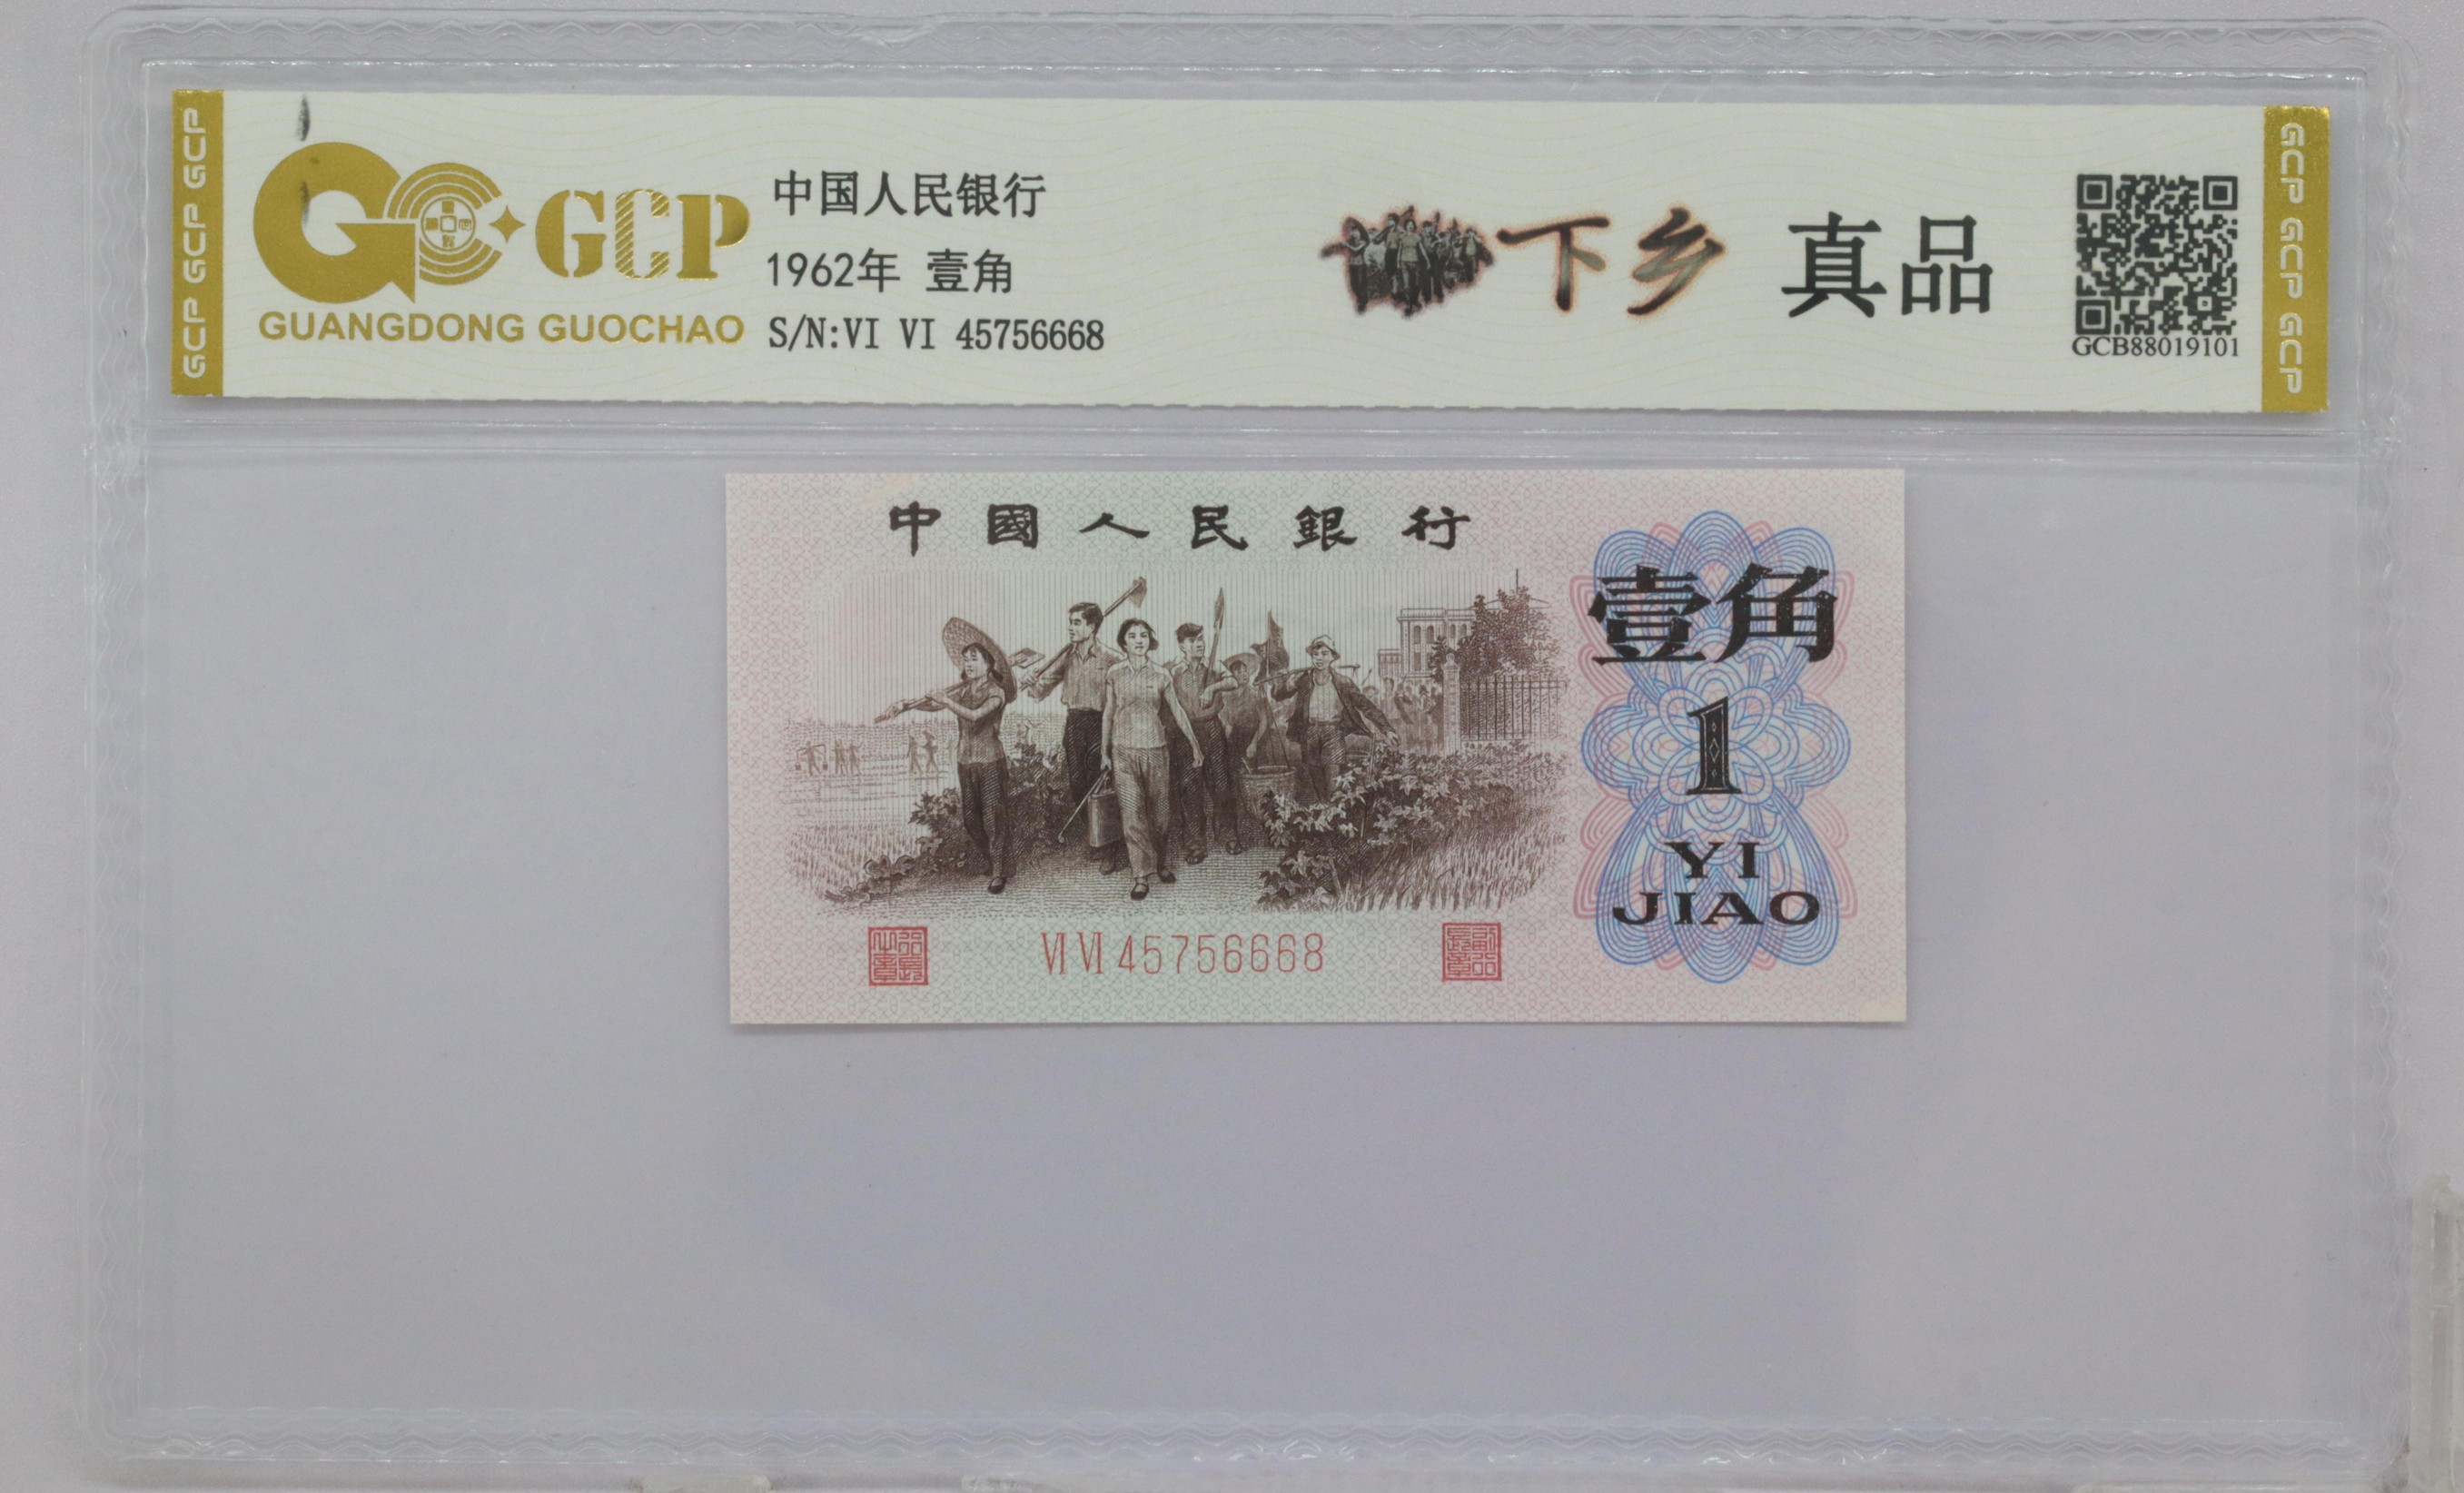 GCP GCP GCP
GCP
GUANGDONG GUOCHAO
中国人民银行
1962年 壹角
S/N:VI VI 45756668
下乡 真品
GCB88019101
GCP GCP GCP
中國人民銀行
壹角
1
YI
JIAO
VI VI 45756668